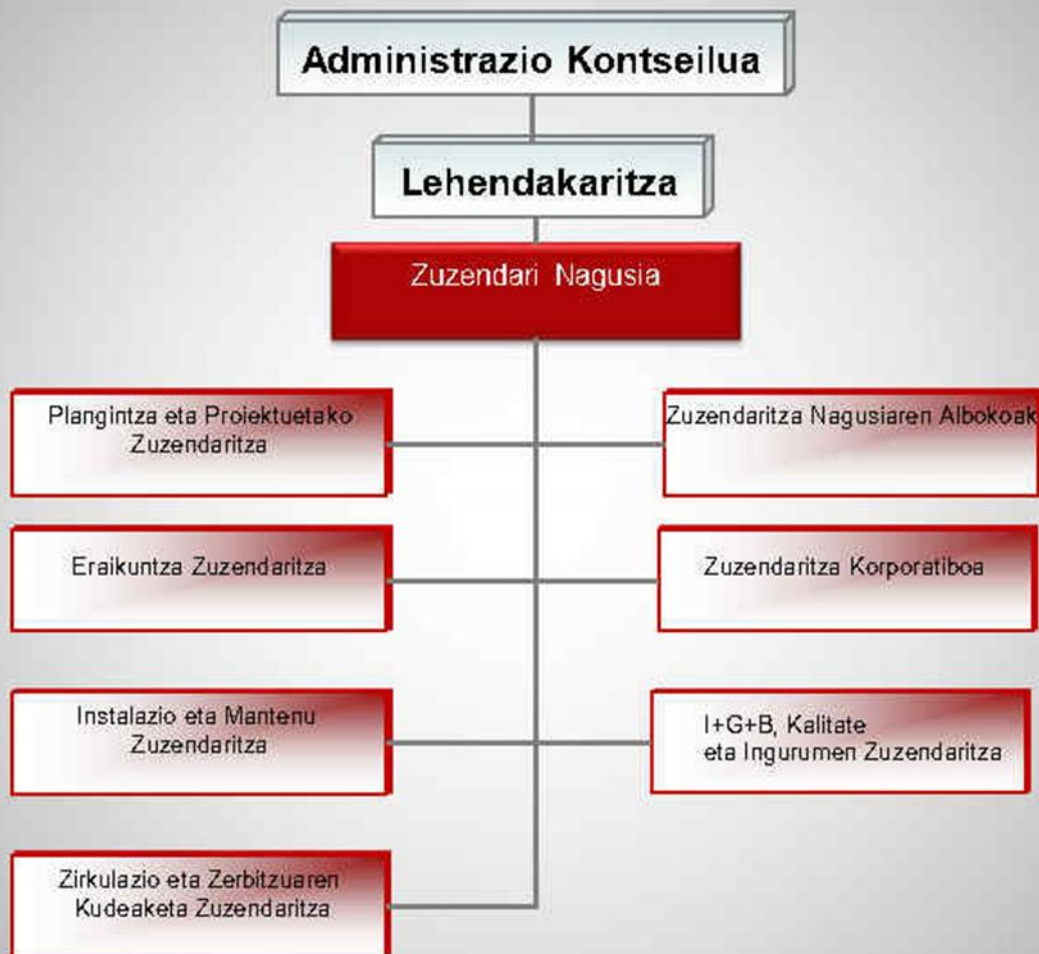 Administrazio Kontseilua
Lehendakaritza
Zuzendari Nagusia
Plangintza eta Proiektuetako
Zuzendaritza
Zuzendaritza Nagusiaren Albokoak
Eraikuntza Zuzendaritza
Zuzendaritza Korporatiboa
Instalazio eta Mantenu
Zuzendaritza
I+G+B, Kalitate
eta Ingurumen Zuzendaritza
Zirkulazio eta Zerbitzuaren
Kudeaketa Zuzendaritza